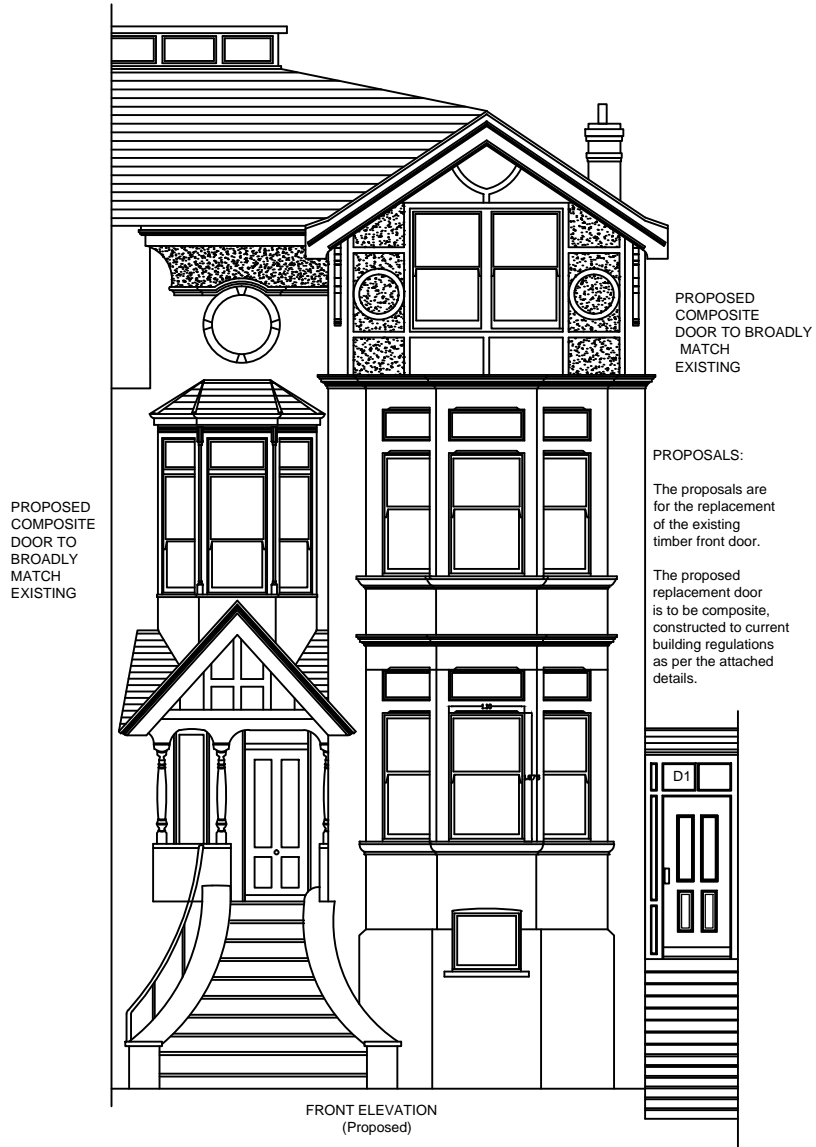 PROPOSED
COMPOSITE
DOOR TO BROADLY
MATCH
EXISTING
PROPOSALS:
The proposals are
for the replacement
of the existing
timber front door.
The proposed
replacement door
is to be composite,
constructed to current
building regulations
as per the attached
details.
PROPOSED
COMPOSITE
DOOR TO
BROADLY
MATCH
EXISTING
D1
FRONT ELEVATION
(Proposed)